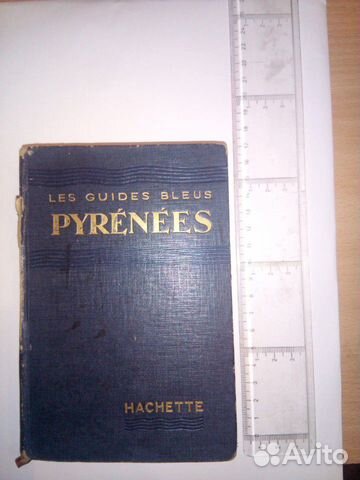 LES GUIDES BLEUS
PYRÉNÉES
HACHETTE
Avito